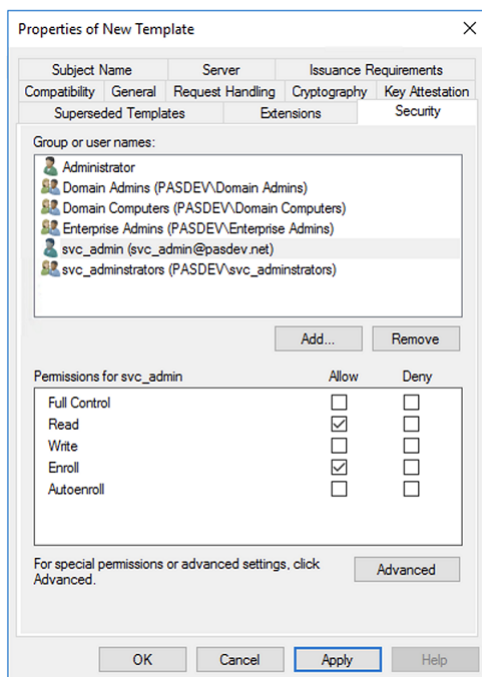 Properties of New Template
Subject Name Server Issuance Requirements
Compatibility General Request Handling Cryptography Key Attestation
Superseded Templates Extensions Security
Group or user names:
Administrator
Domain Admins (PASDEV\Domain Admins)
Domain Computers (PASDEV\Domain Computers)
Enterprise Admins (PASDEV\Enterprise Admins)
svc_admin (svc_admin@pasdev.net)
svc_adminstrators (PASDEV\svc_adminstrators)
Add... Remove
Permissions for svc_admin Allow Deny
Full Control
Read
Write
Enroll
Autoenroll
For special permissions or advanced settings, click
Advanced. Advanced
OK Cancel Apply Help